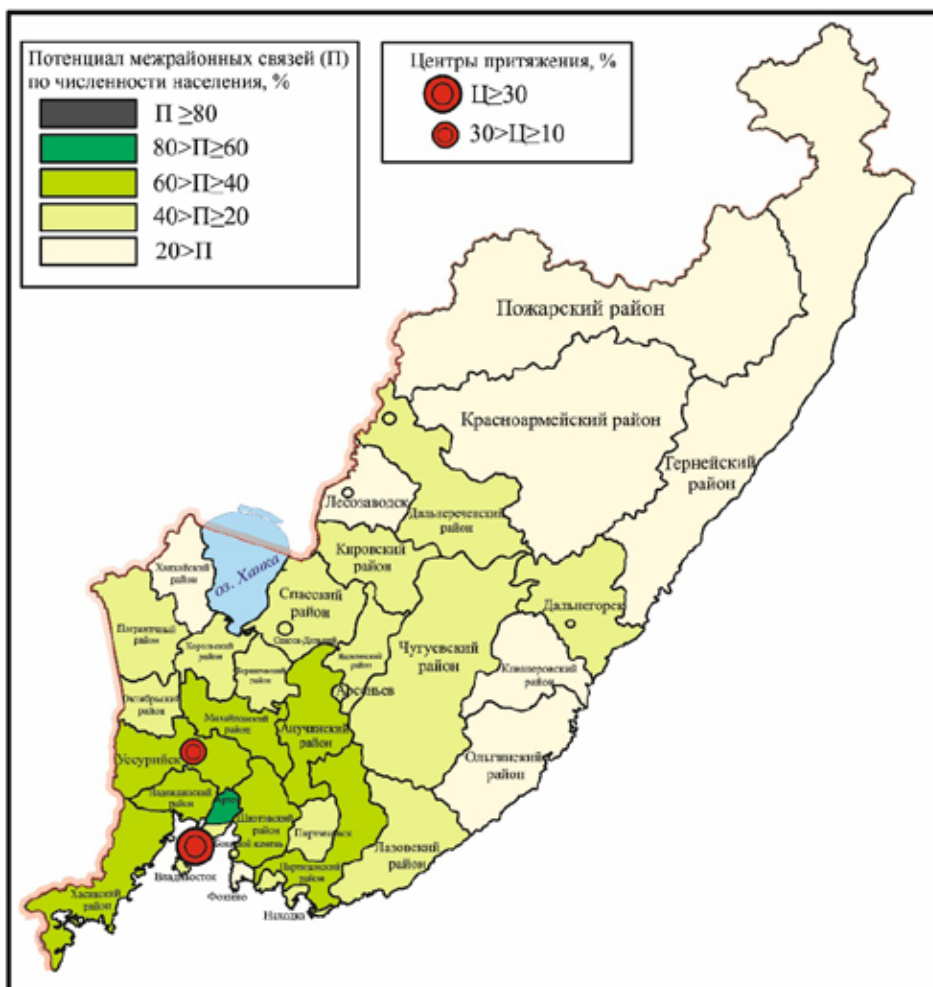 Потенциал межрайонных связей (П)
по численности населения, %
П ≥80
80>П≥60
60>П≥40
40>П≥20
20>П
Центры притяжения, %
Ц≥30
30>Ц≥10
Пожарский район
Красноармейский район
Тернейский
район
Лесозаводск
Дальнереченский
район
Кировский
район
оз. Ханка
Ханкайский
район
Спасский
район
Спасск-Дальний
Дальнегорск
Пограничный
район
Хорольский
район
Черниговский
район
Яковлевский
район
Чугуевский
район
Кавалеровский
район
Арсеньев
Октябрьский
район
Михайловский
район
Анучинский
район
Ольгинский
район
Уссурийск
Надеждинский
район
Артем
Шкотовский
район
Партизанск
Большой камень
Лазовский
район
Партизанский
район
Владивосток
Хасанский
район
Фокино
Находка